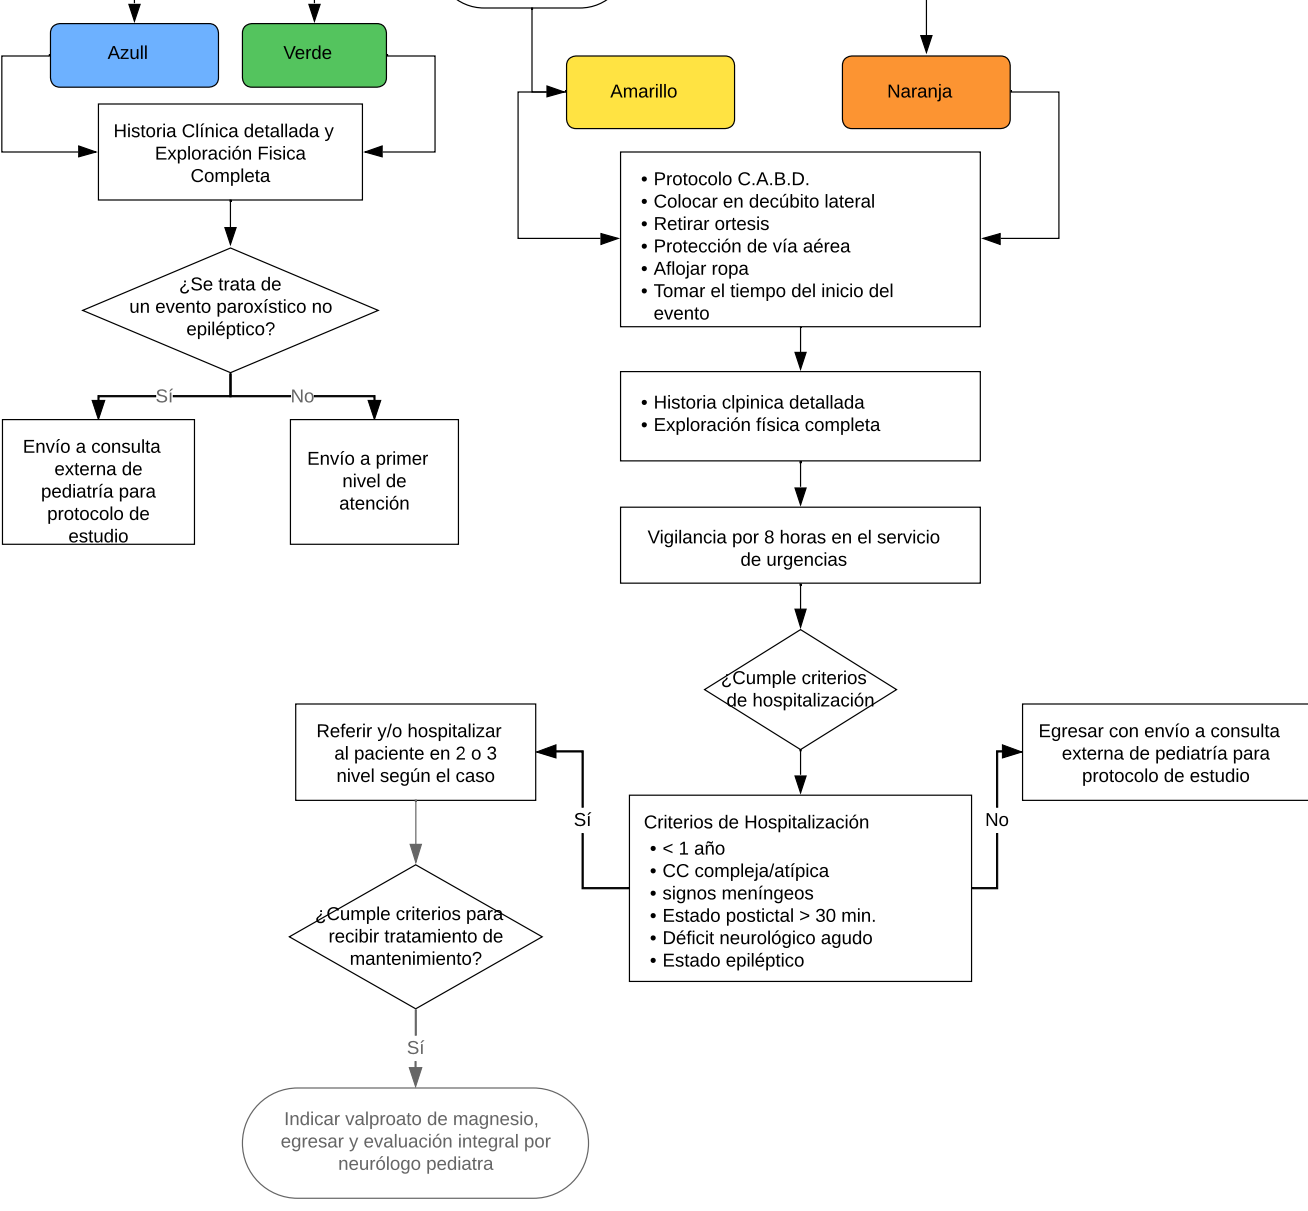 Azull
Verde
Amarillo
Naranja
Historia Clínica detallada y
Exploración Fisica
Completa
• Protocolo C.A.B.D.
• Colocar en decúbito lateral
• Retirar ortesis
• Protección de vía aérea
• Aflojar ropa
• Tomar el tiempo del inicio del
evento
¿Se trata de
un evento paroxístico no
epiléptico?
Sí
No
Envío a consulta
externa de
pediatría para
protocolo de
estudio
Envío a primer
nivel de
atención
• Historia clpinica detallada
• Exploración física completa
Vigilancia por 8 horas en el servicio
de urgencias
¿Cumple criterios
de hospitalización
Referir y/o hospitalizar
al paciente en 2 o 3
nivel según el caso
Egresar con envío a consulta
externa de pediatría para
protocolo de estudio
Sí
No
Criterios de Hospitalización
• < 1 año
• CC compleja/atípica
• signos meníngeos
• Estado postictal > 30 min.
• Déficit neurológico agudo
• Estado epiléptico
¿Cumple criterios para
recibir tratamiento de
mantenimiento?
Sí
Indicar valproato de magnesio,
egresar y evaluación integral por
neurólogo pediatra